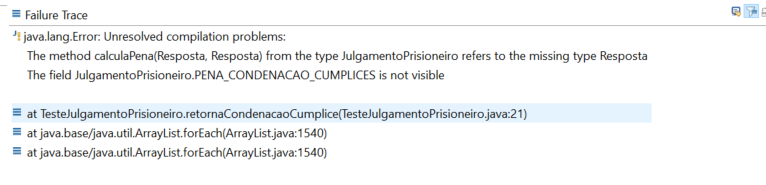 Failure Trace
java.lang.Error: Unresolved compilation problems:
The method calculaPena(Resposta, Resposta) from the type JulgamentoPrisioneiro refers to the missing type Resposta
The field JulgamentoPrisioneiro.PENA_CONDENACAO_CUMPLICES is not visible
at TesteJulgamentoPrisioneiro.retornaCondenacaoCumplice(TesteJulgamentoPrisioneiro.java:21)
at java.base/java.util.ArrayList.forEach(ArrayList.java:1540)
at java.base/java.util.ArrayList.forEach(ArrayList.java:1540)